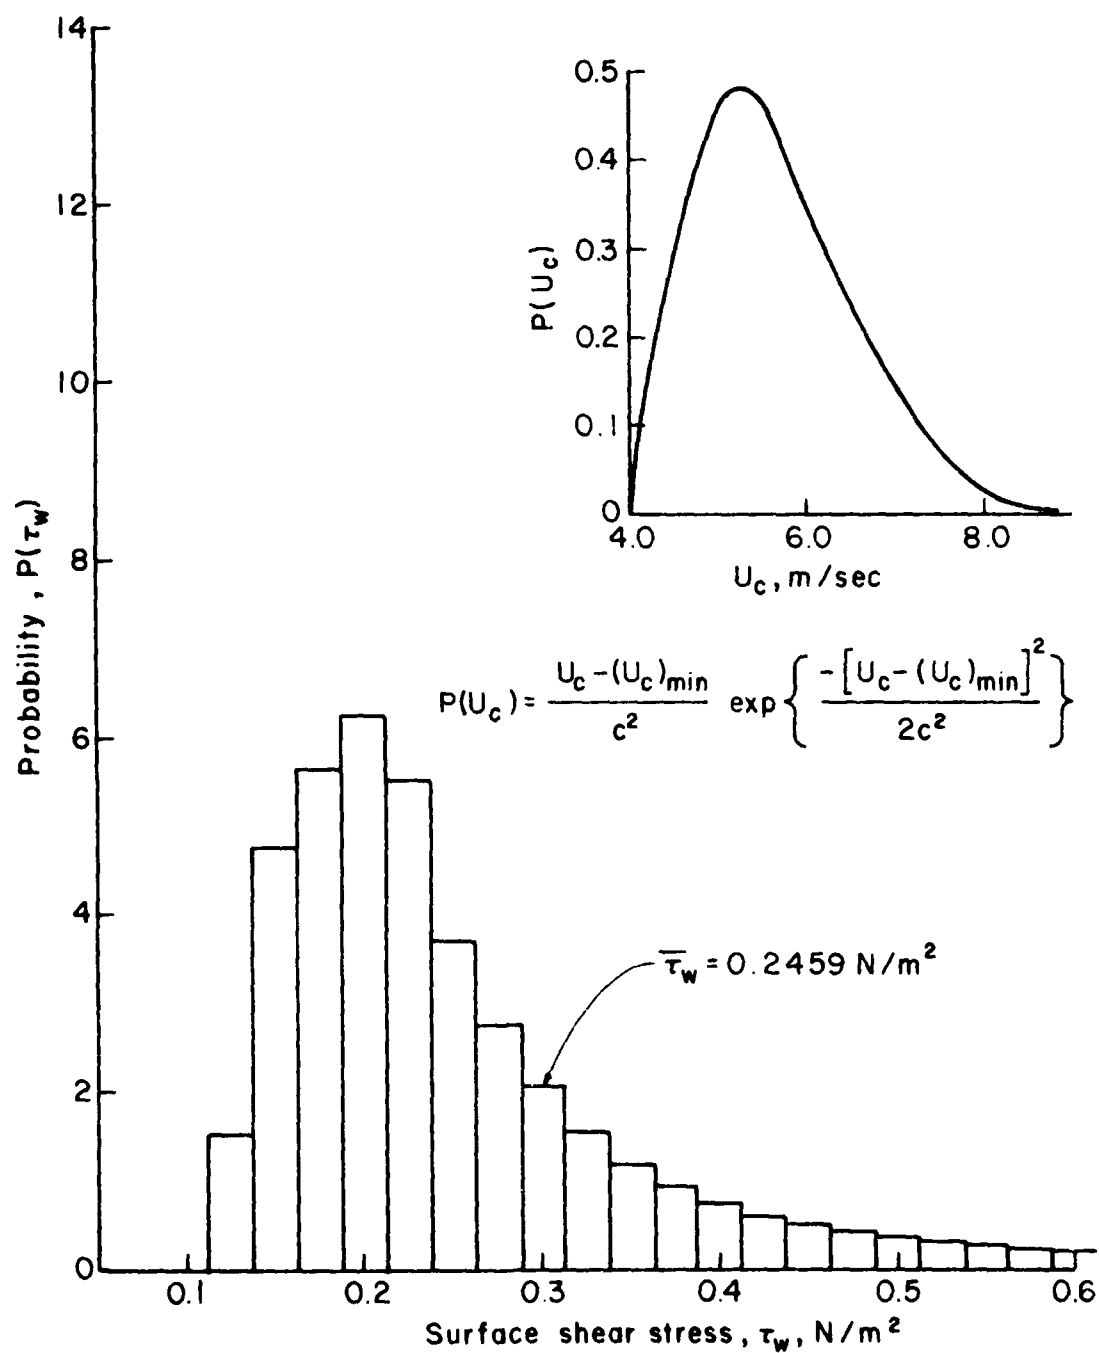 14
12
10
8
6
4
2
0
Probability, P(τw)
0.1 0.2 0.3 0.4 0.5 0.6
Surface shear stress, τw, N/m²
0.5
0.4
0.3
0.2
0.1
0
P(Uc)
4.0 6.0 8.0
Uc, m/sec
P(Uc) = Uc-(Uc)min / c² exp { -[Uc-(Uc)min]² / 2c² }
τ̅w = 0.2459 N/m²